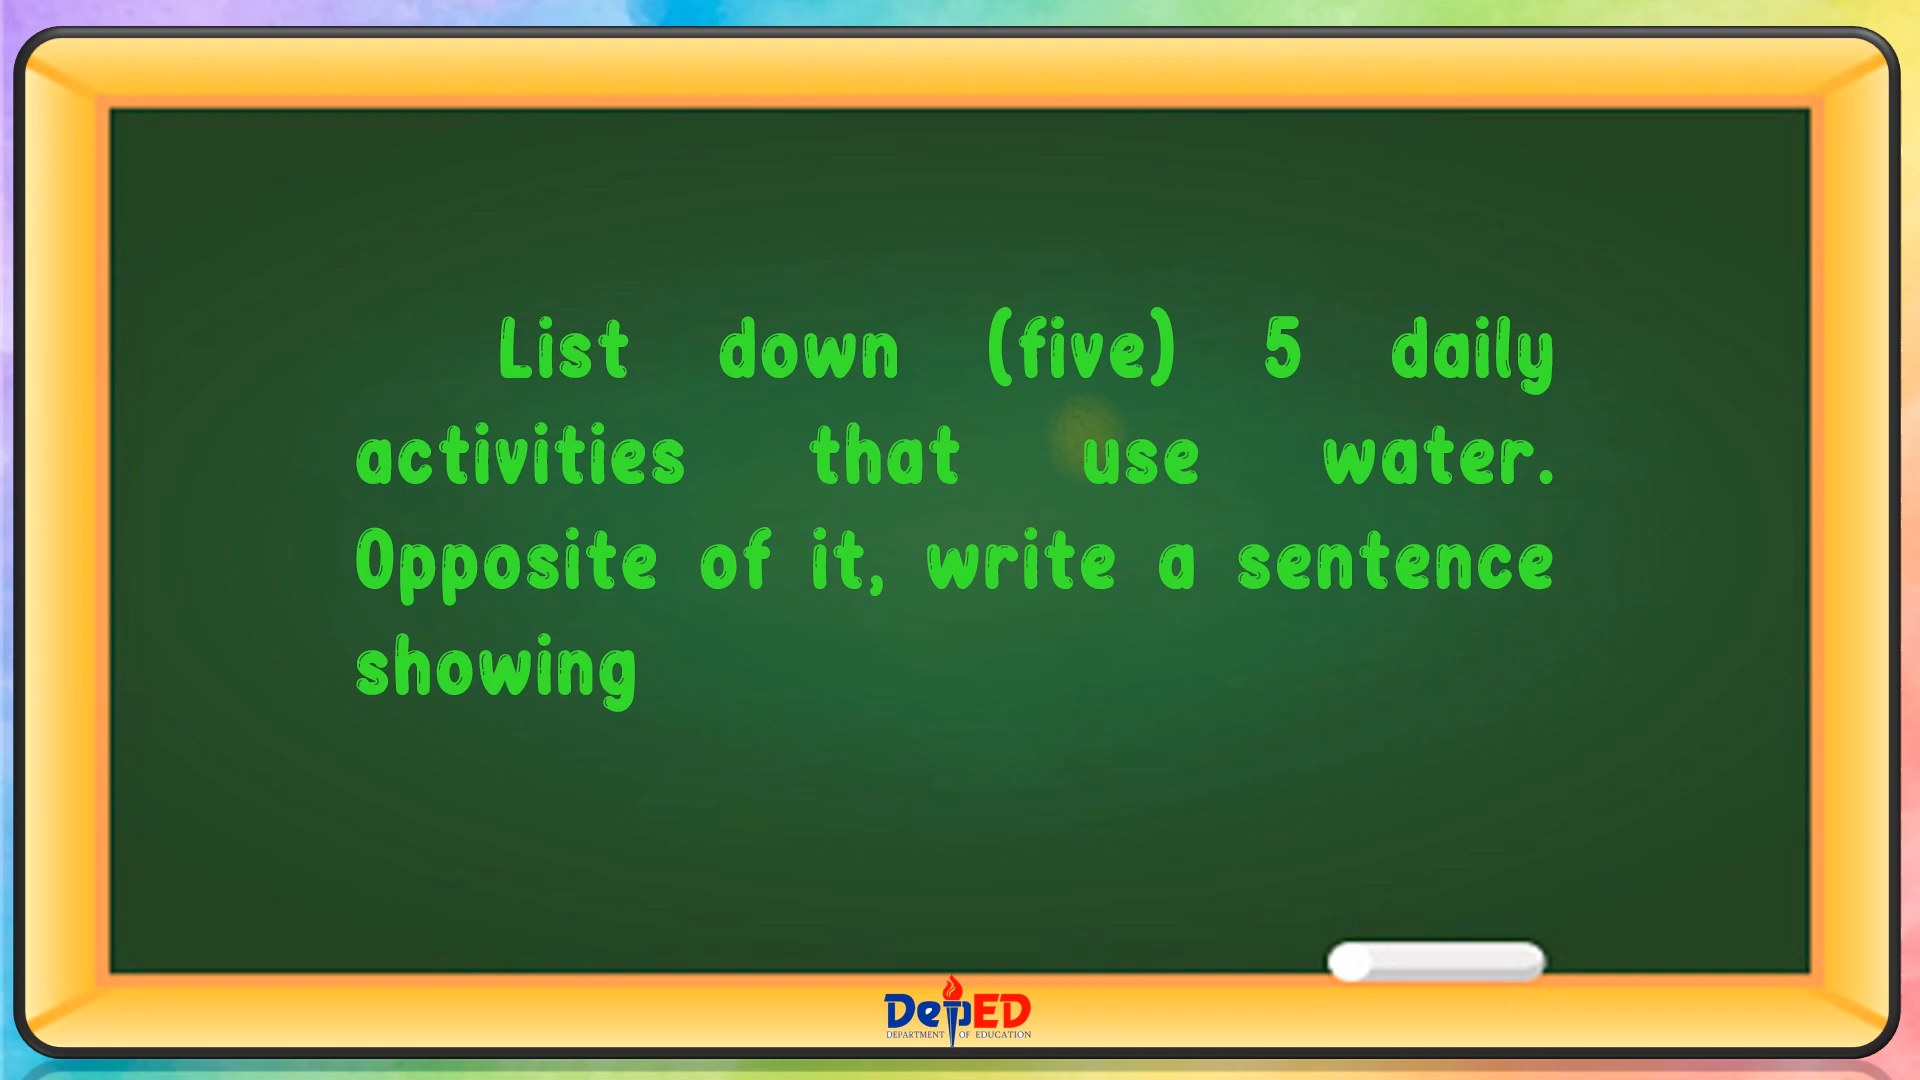 List down (five) 5 daily
activities that use water.
Opposite of it, write a sentence
showing
DepED
DEPARTMENT OF EDUCATION